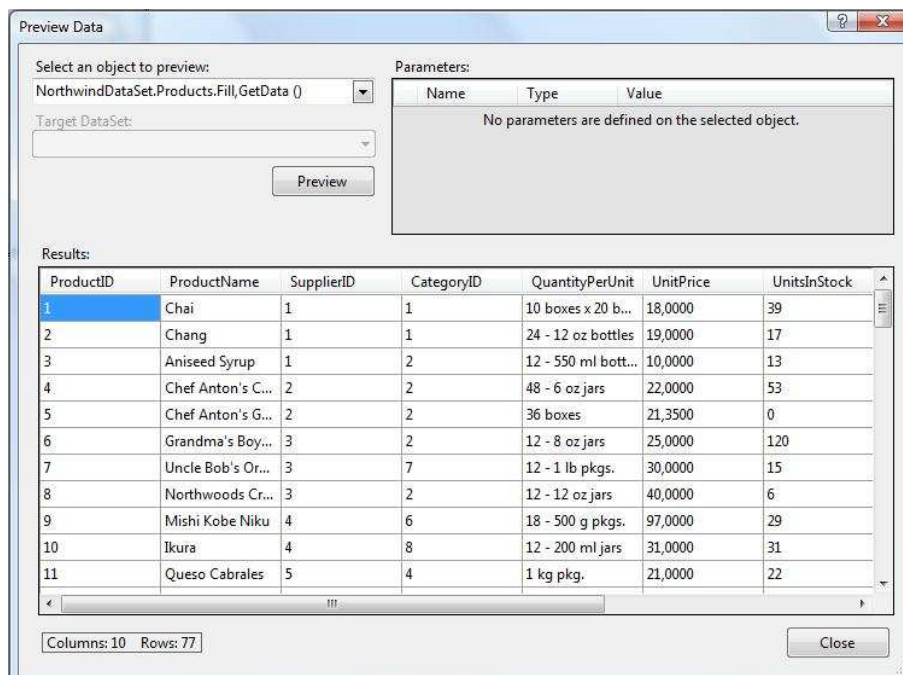 Preview Data
Select an object to preview:
NorthwindDataSet.Products.Fill,GetData ()
Target DataSet:
Preview
Parameters:
Name Type Value
No parameters are defined on the selected object.
Results:
ProductID ProductName SupplierID CategoryID QuantityPerUnit UnitPrice UnitsInStock
1 Chai 1 1 10 boxes x 20 b... 18,0000 39
2 Chang 1 1 24 - 12 oz bottles 19,0000 17
3 Aniseed Syrup 1 2 12 - 550 ml bott... 10,0000 13
4 Chef Anton's C... 2 2 48 - 6 oz jars 22,0000 53
5 Chef Anton's G... 2 2 36 boxes 21,3500 0
6 Grandma's Boy... 3 2 12 - 8 oz jars 25,0000 120
7 Uncle Bob's Or... 3 7 12 - 1 lb pkgs. 30,0000 15
8 Northwoods Cr... 3 2 12 - 12 oz jars 40,0000 6
9 Mishi Kobe Niku 4 6 18 - 500 g pkgs. 97,0000 29
10 Ikura 4 8 12 - 200 ml jars 31,0000 31
11 Queso Cabrales 5 4 1 kg pkg. 21,0000 22
Columns: 10 Rows: 77
Close